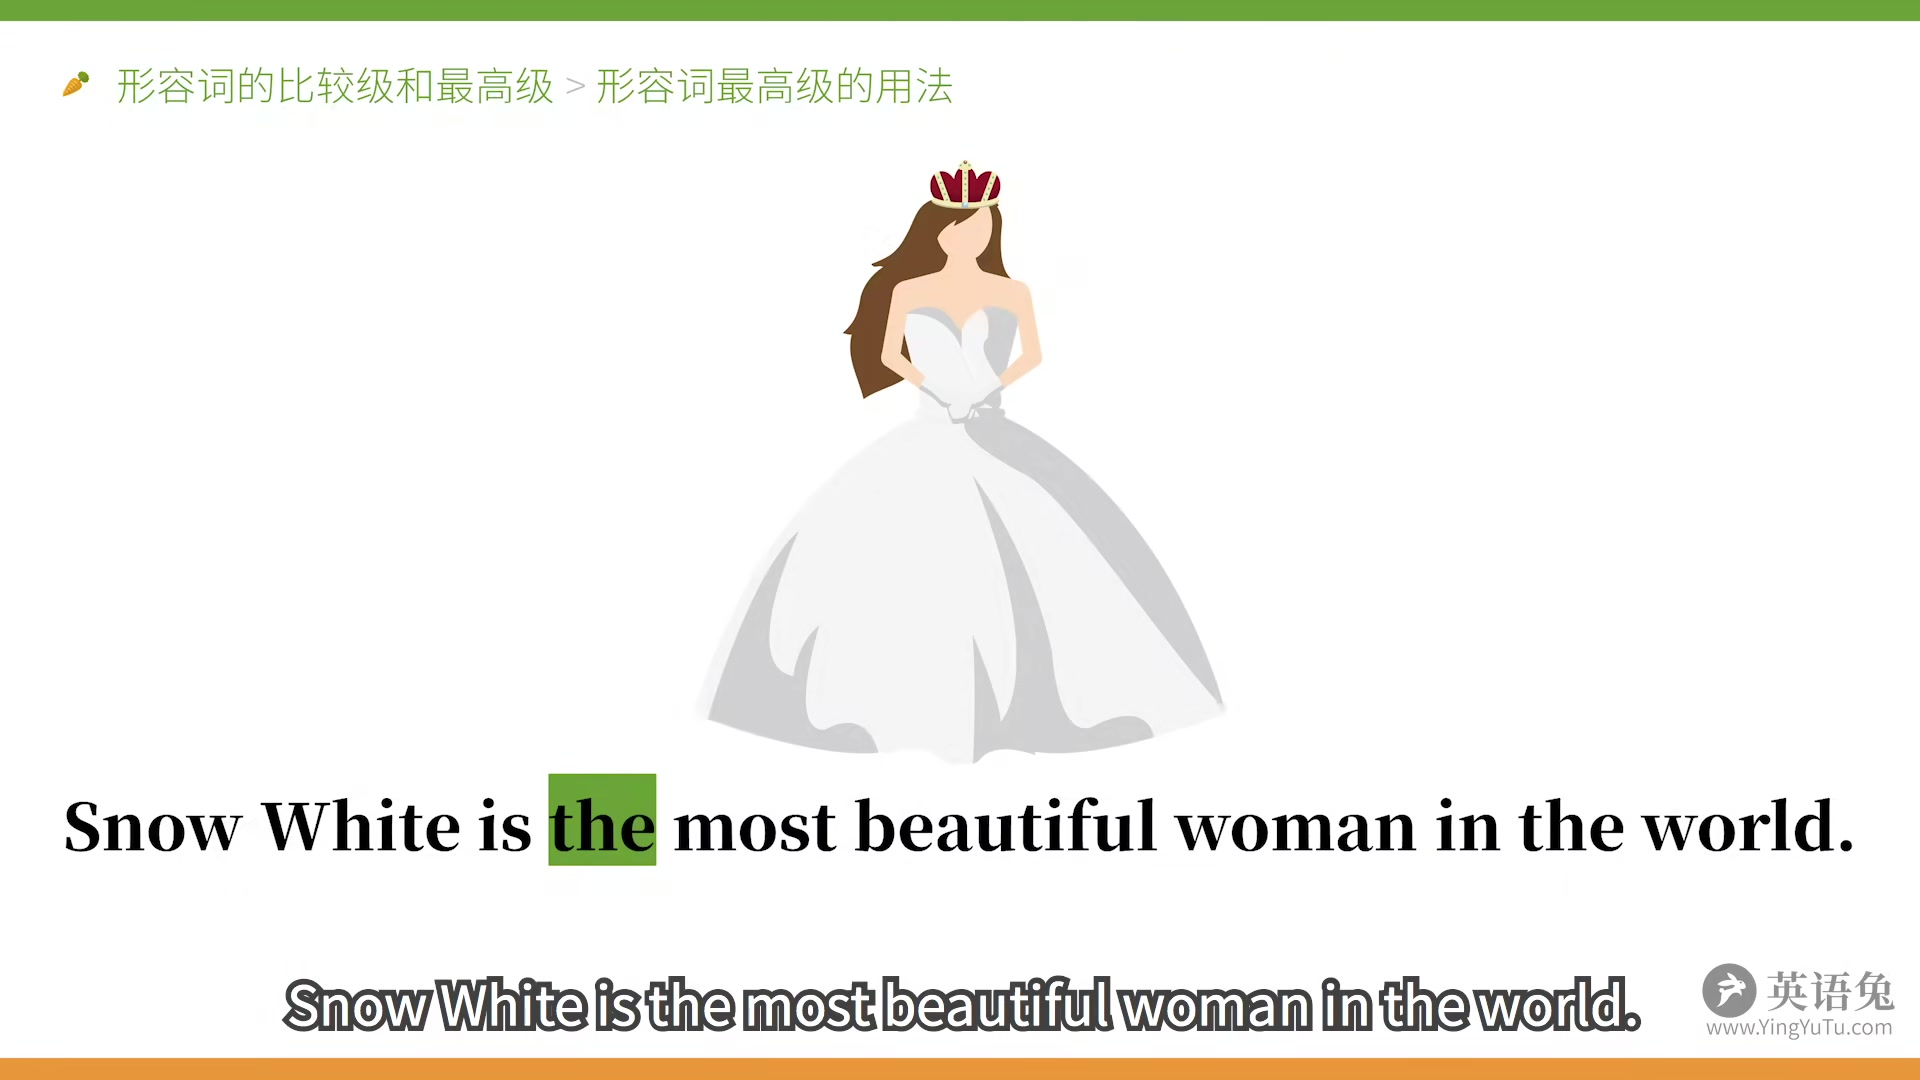 形容词的比较级和最高级 > 形容词最高级的用法
Snow White is the most beautiful woman in the world.
Snow White is the most beautiful woman in the world.
英语兔
www.YingYuTu.com